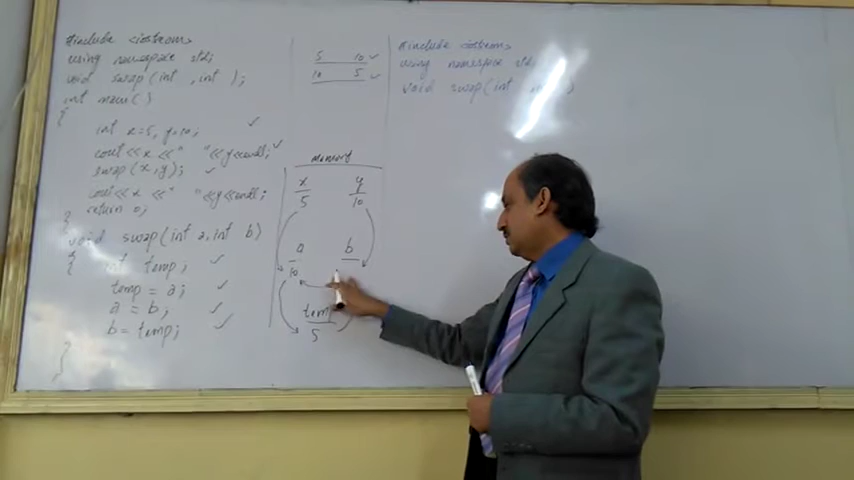 #include <iostream>
using namespace std;
void swap(int ,int );
int main()
{
int x=5, y=10;
cout<<x <<" "<<y<<endl;
swap(x,y);
cout<<x <<" "<<y<<endl;
return 0;
}
void swap(int a, int b)
{ int temp;
temp = a;
a = b;
b= temp;
}
5 10
10 5
memory
x y
5 10
a b
10
tem
5
#include <iostream>
using namespace std;
void swap(int )